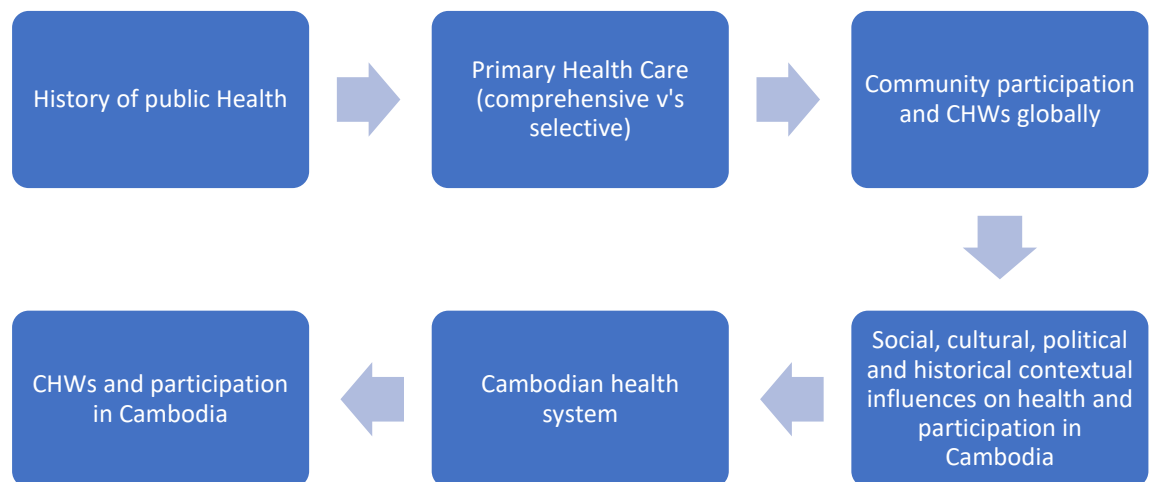 History of public Health
Primary Health Care
(comprehensive v's
selective)
Community participation
and CHWs globally
Social, cultural, political
and historical contextual
influences on health and
participation in
Cambodia
Cambodian health
system
CHWs and participation
in Cambodia